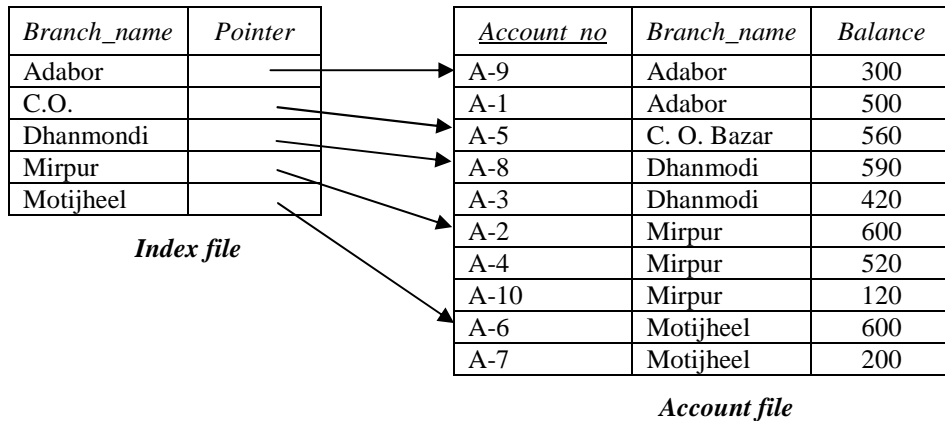 Branch_name Pointer
Adabor
C.O.
Dhanmondi
Mirpur
Motijheel
Index file
Account_no Branch_name Balance
A-9 Adabor 300
A-1 Adabor 500
A-5 C. O. Bazar 560
A-8 Dhanmodi 590
A-3 Dhanmodi 420
A-2 Mirpur 600
A-4 Mirpur 520
A-10 Mirpur 120
A-6 Motijheel 600
A-7 Motijheel 200
Account file